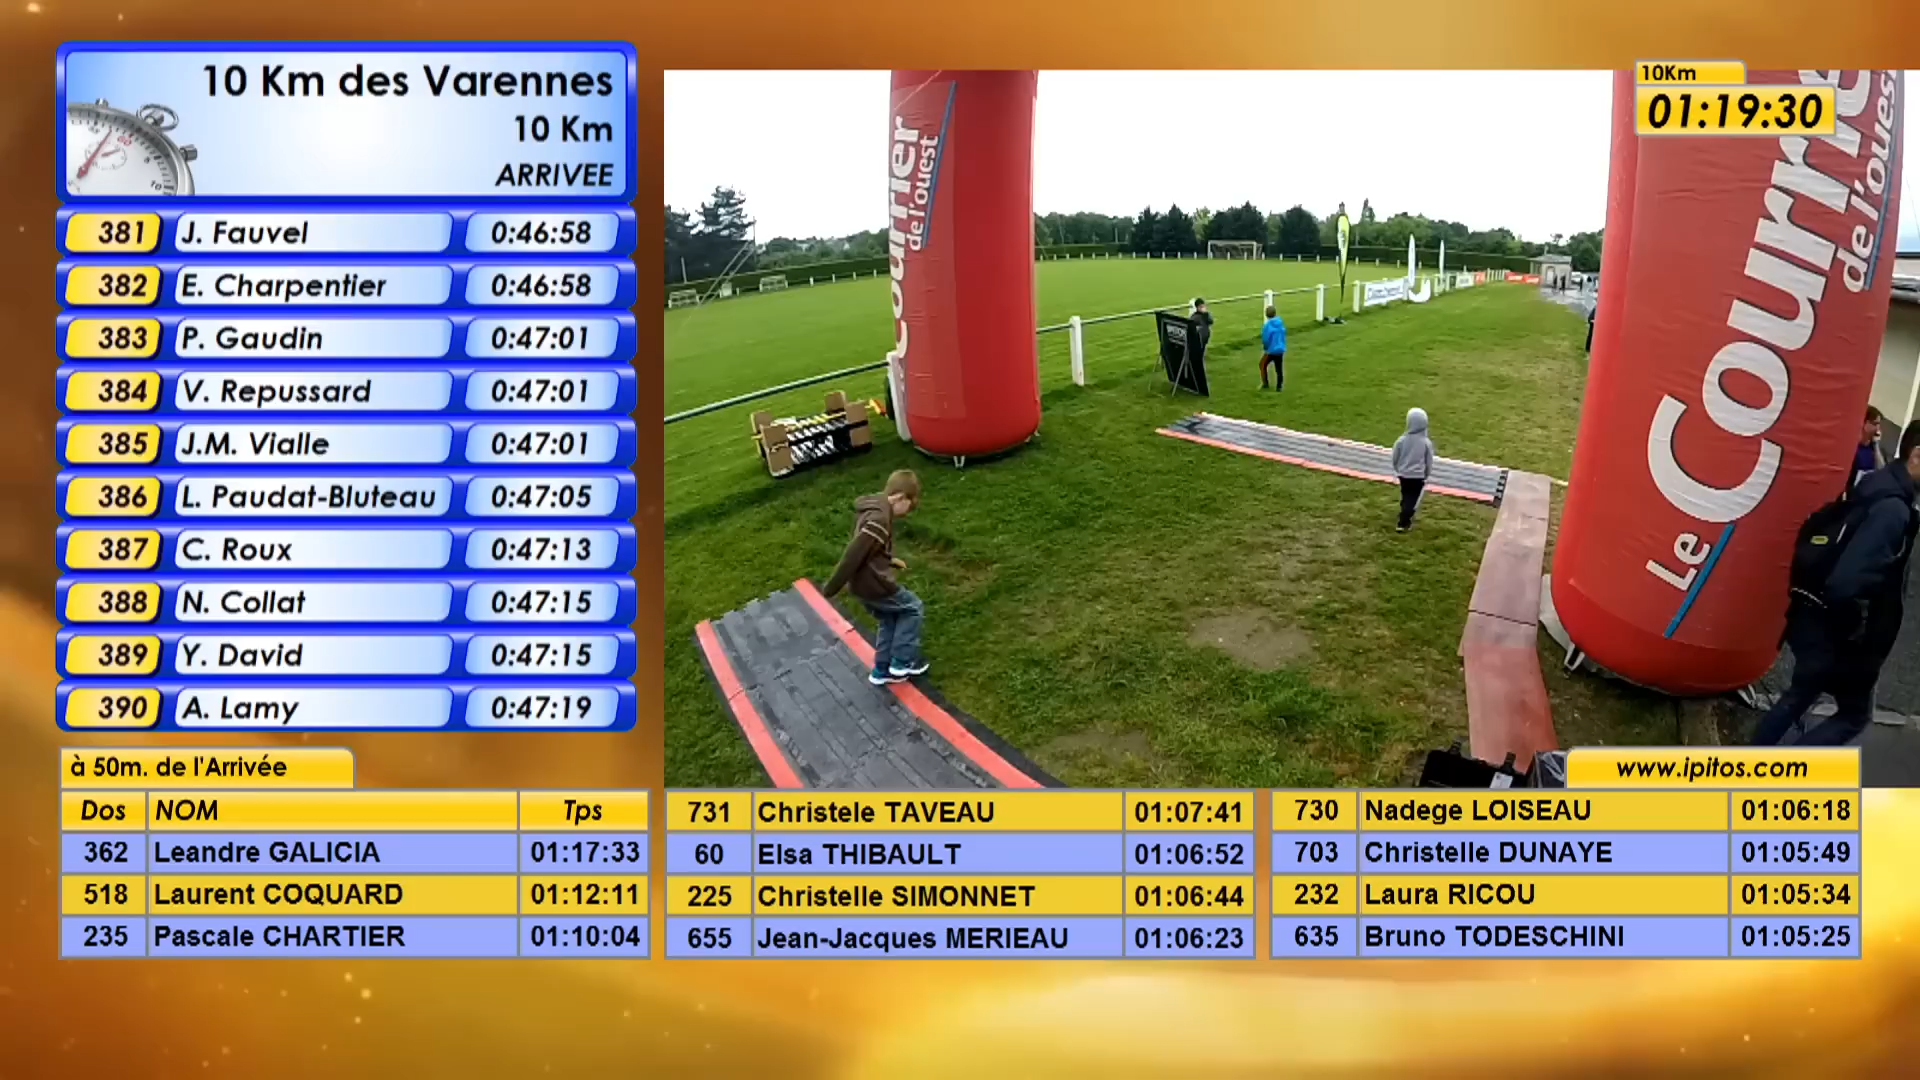 10 Km des Varennes
10 Km
ARRIVEE
381 J. Fauvel 0:46:58
382 E. Charpentier 0:46:58
383 P. Gaudin 0:47:01
384 V. Repussard 0:47:01
385 J.M. Vialle 0:47:01
386 L. Paudat-Bluteau 0:47:05
387 C. Roux 0:47:13
388 N. Collat 0:47:15
389 Y. David 0:47:15
390 A. Lamy 0:47:19
10Km
01:19:30
Courrier
de l'ouest
Le Courrier
de l'ouest
à 50m. de l'Arrivée
Dos NOM Tps
362 Leandre GALICIA 01:17:33
518 Laurent COQUARD 01:12:11
235 Pascale CHARTIER 01:10:04
731 Christele TAVEAU 01:07:41
60 Elsa THIBAULT 01:06:52
225 Christelle SIMONNET 01:06:44
655 Jean-Jacques MERIEAU 01:06:23
www.ipitos.com
730 Nadege LOISEAU 01:06:18
703 Christelle DUNAYE 01:05:49
232 Laura RICOU 01:05:34
635 Bruno TODESCHINI 01:05:25